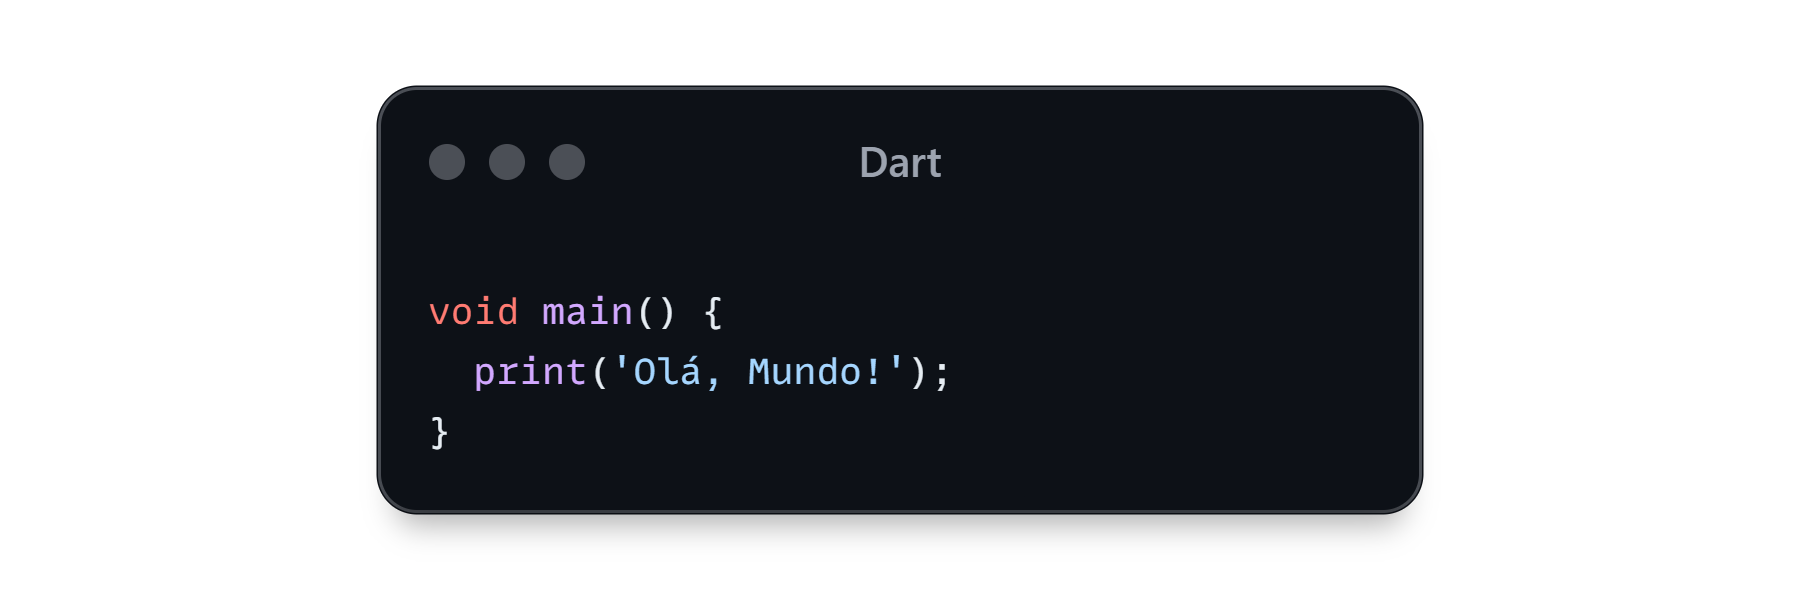 Dart
void main() {
  print('Olá, Mundo!');
}